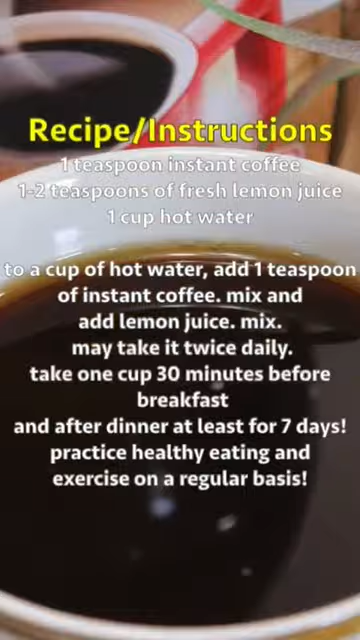 Recipe/Instructions
1 teaspoon instant coffee
1-2 teaspoons of fresh lemon juice
1 cup hot water
to a cup of hot water, add 1 teaspoon
of instant coffee. mix and
add lemon juice. mix.
may take it twice daily.
take one cup 30 minutes before
breakfast
and after dinner at least for 7 days!
practice healthy eating and
exercise on a regular basis!